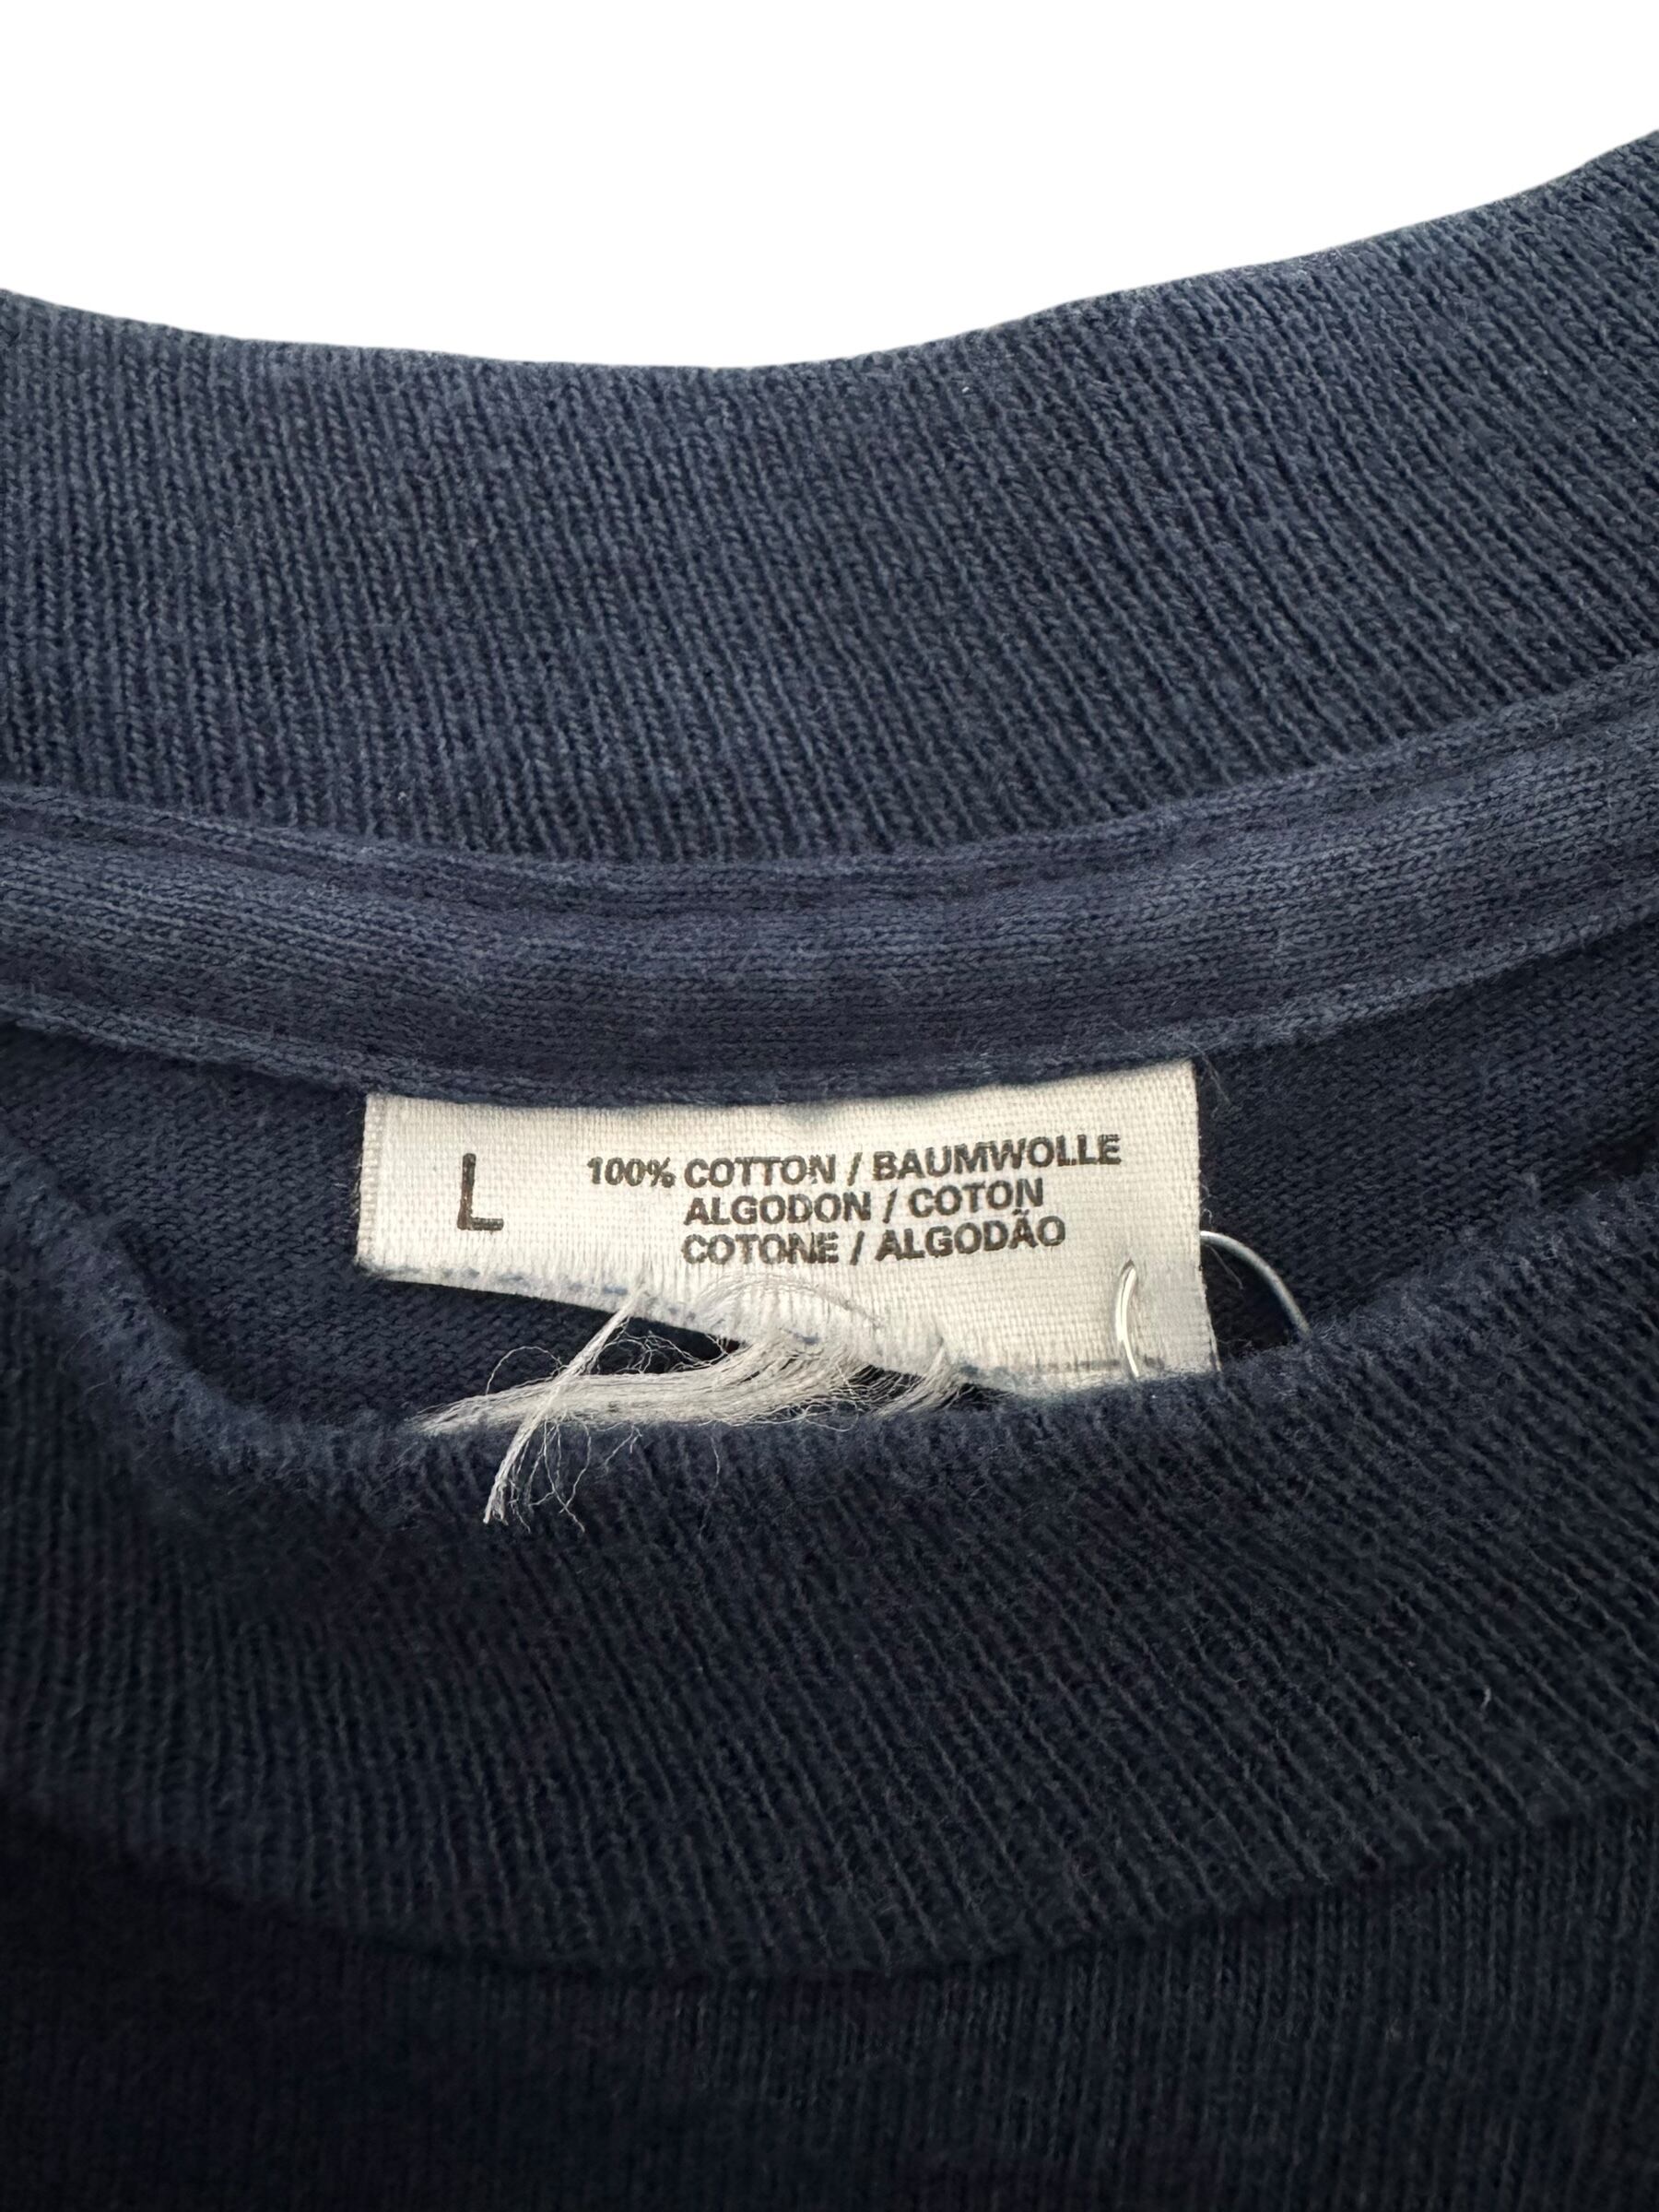 L
100% COTTON / BAUMWOLLE
ALGODON / COTON
COTONE / ALGODÃO